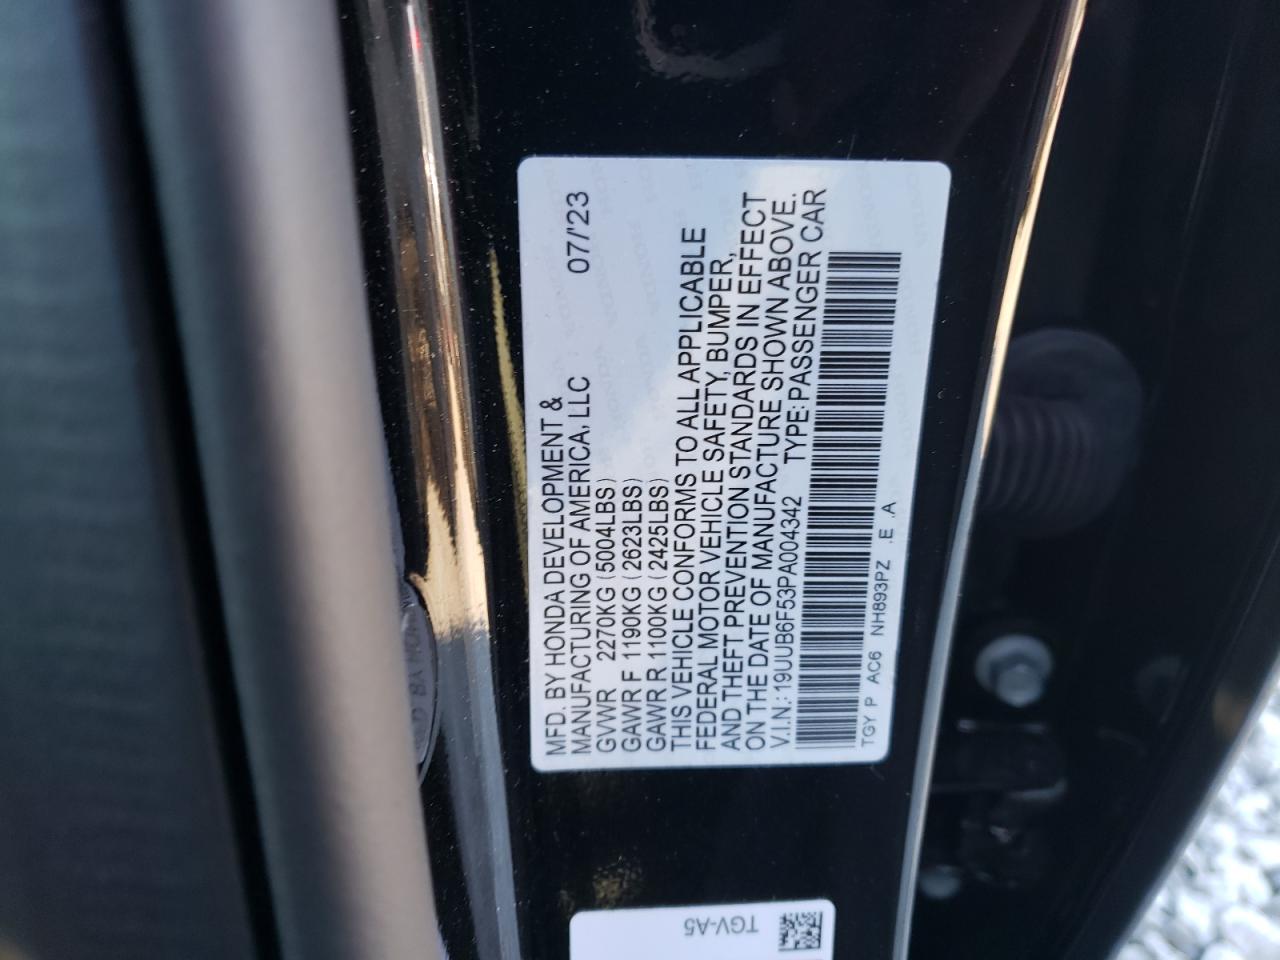 MFD. BY HONDA DEVELOPMENT &
MANUFACTURING OF AMERICA, LLC 07/'23
GVWR 2270KG (5004LBS)
GAWR F 1190KG (2623LBS)
GAWR R 1100KG (2425LBS)
THIS VEHICLE CONFORMS TO ALL APPLICABLE
FEDERAL MOTOR VEHICLE SAFETY, BUMPER,
AND THEFT PREVENTION STANDARDS IN EFFECT
ON THE DATE OF MANUFACTURE SHOWN ABOVE.
V.I.N.: 19UUB6F53PA004342 TYPE: PASSENGER CAR
TGY P AC6 NH893PZ .E .A
TGV-A5